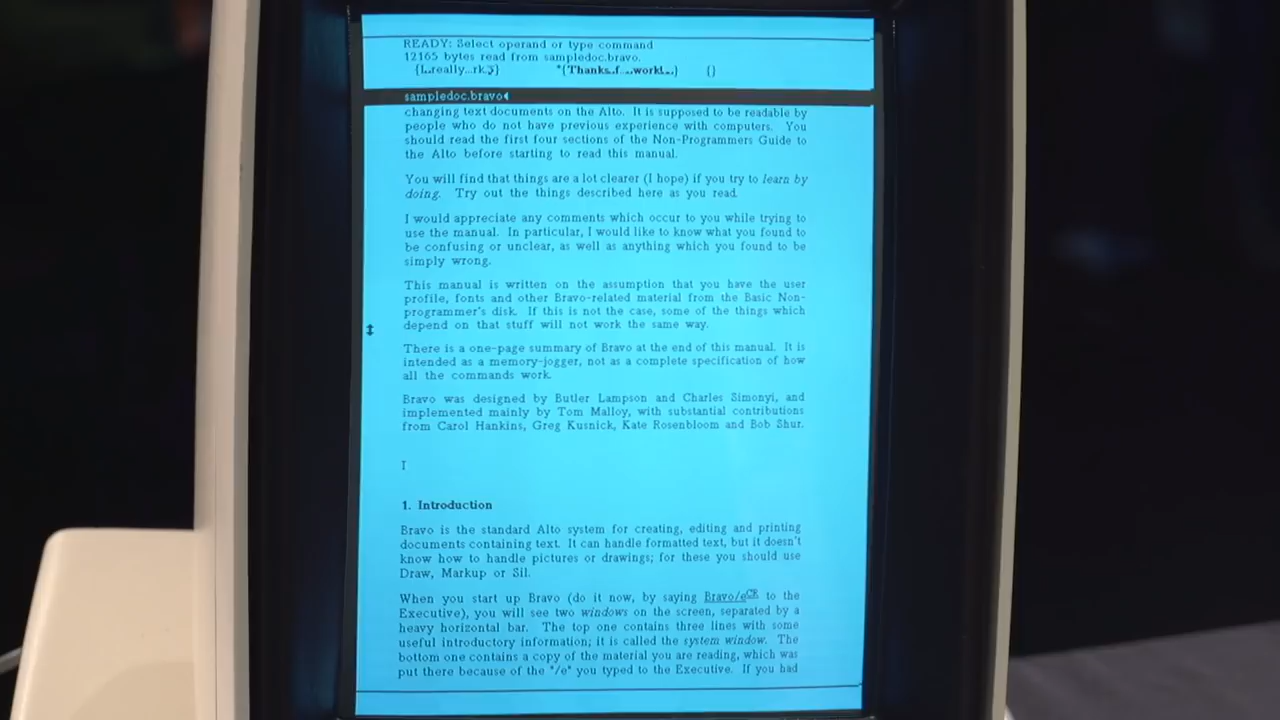 READY: Select operand or type command
12165 bytes read from sampledoc.bravo.
{I...really...rk.} *{Thanks..f...work!...} {}
sampledoc.bravo
changing text documents on the Alto. It is supposed to be readable by
people who do not have previous experience with computers. You
should read the first four sections of the Non-Programmers Guide to
the Alto before starting to read this manual.
You will find that things are a lot clearer (I hope) if you try to learn by
doing. Try out the things described here as you read.
I would appreciate any comments which occur to you while trying to
use the manual. In particular, I would like to know what you found to
be confusing or unclear, as well as anything which you found to be
simply wrong.
This manual is written on the assumption that you have the user
profile, fonts and other Bravo-related material from the Basic Non-
programmer's disk. If this is not the case, some of the things which
depend on that stuff will not work the same way.
There is a one-page summary of Bravo at the end of this manual. It is
intended as a memory-jogger, not as a complete specification of how
all the commands work.
Bravo was designed by Butler Lampson and Charles Simonyi, and
implemented mainly by Tom Malloy, with substantial contributions
from Carol Hankins, Greg Kusnick, Kate Rosenbloom and Bob Shur.
1. Introduction
Bravo is the standard Alto system for creating, editing and printing
documents containing text. It can handle formatted text, but it doesn't
know how to handle pictures or drawings; for these you should use
Draw, Markup or Sil.
When you start up Bravo (do it now, by saying Bravo/eCR to the
Executive), you will see two windows on the screen, separated by a
heavy horizontal bar. The top one contains three lines with some
useful introductory information; it is called the system window. The
bottom one contains a copy of the material you are reading, which was
put there because of the "/e" you typed to the Executive. If you had